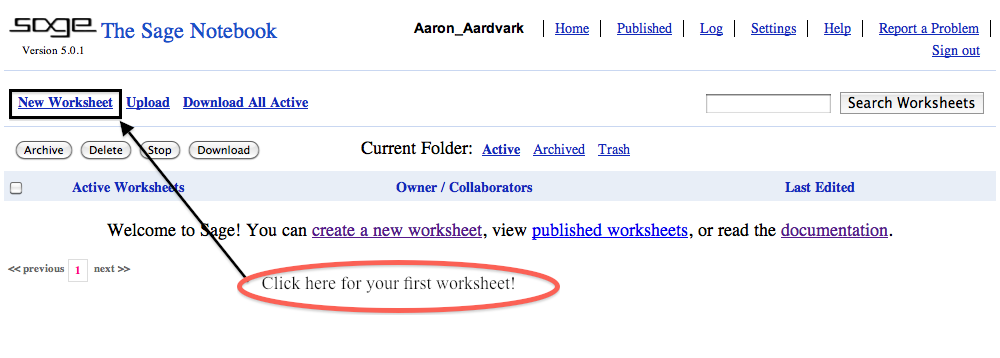 sage The Sage Notebook
Version 5.0.1
Aaron_Aardvark Home Published Log Settings Help Report a Problem
Sign out
New Worksheet Upload Download All Active
Search Worksheets
Archive Delete Stop Download Current Folder: Active Archived Trash
Active Worksheets Owner / Collaborators Last Edited
Welcome to Sage! You can create a new worksheet, view published worksheets, or read the documentation.
<< previous 1 next >>
Click here for your first worksheet!